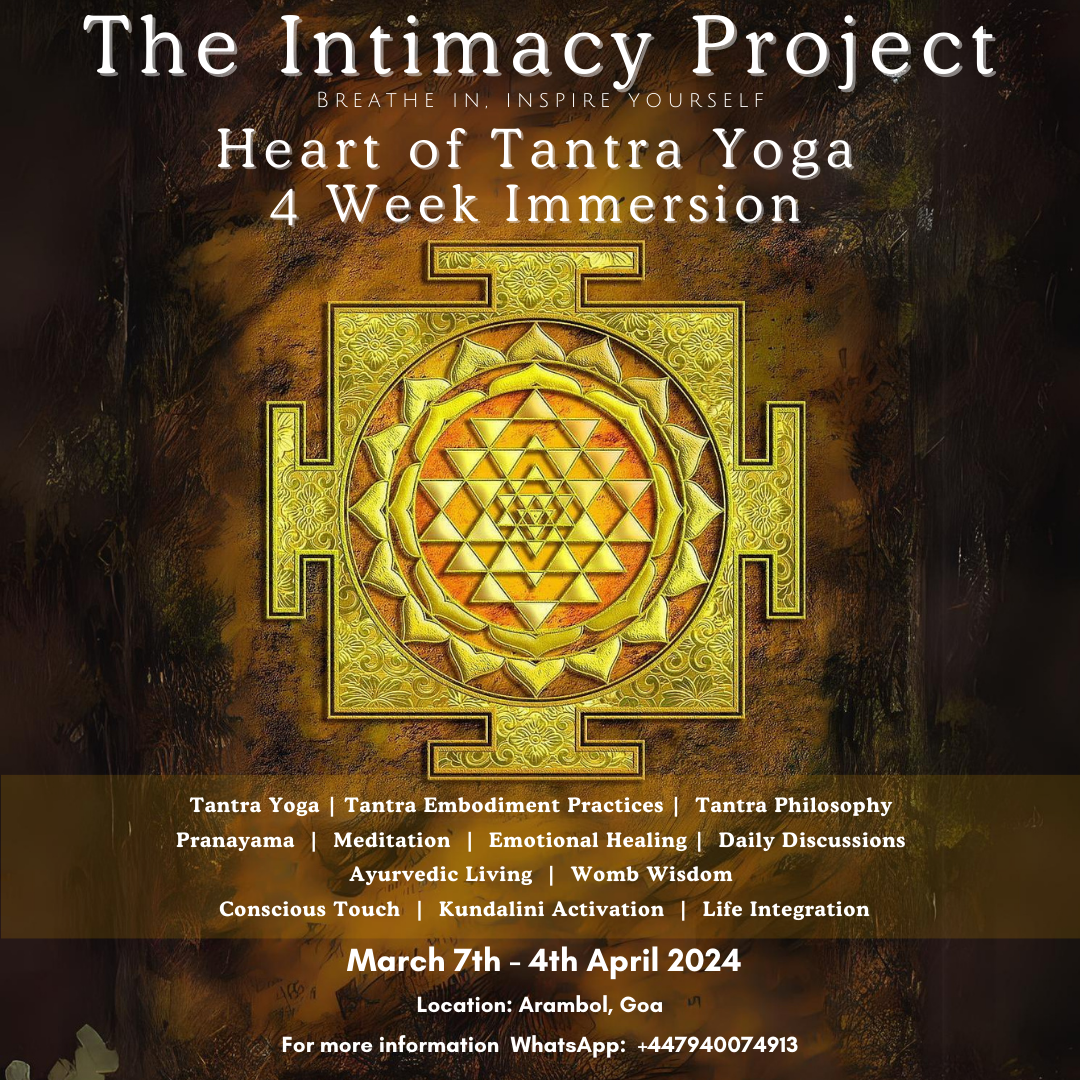 The Intimacy Project
BREATHE IN, INSPIRE YOURSELF
Heart of Tantra Yoga
4 Week Immersion
Tantra Yoga | Tantra Embodiment Practices | Tantra Philosophy
Pranayama | Meditation | Emotional Healing | Daily Discussions
Ayurvedic Living | Womb Wisdom
Conscious Touch | Kundalini Activation | Life Integration
March 7th - 4th April 2024
Location: Arambol, Goa
For more information WhatsApp: +447940074913